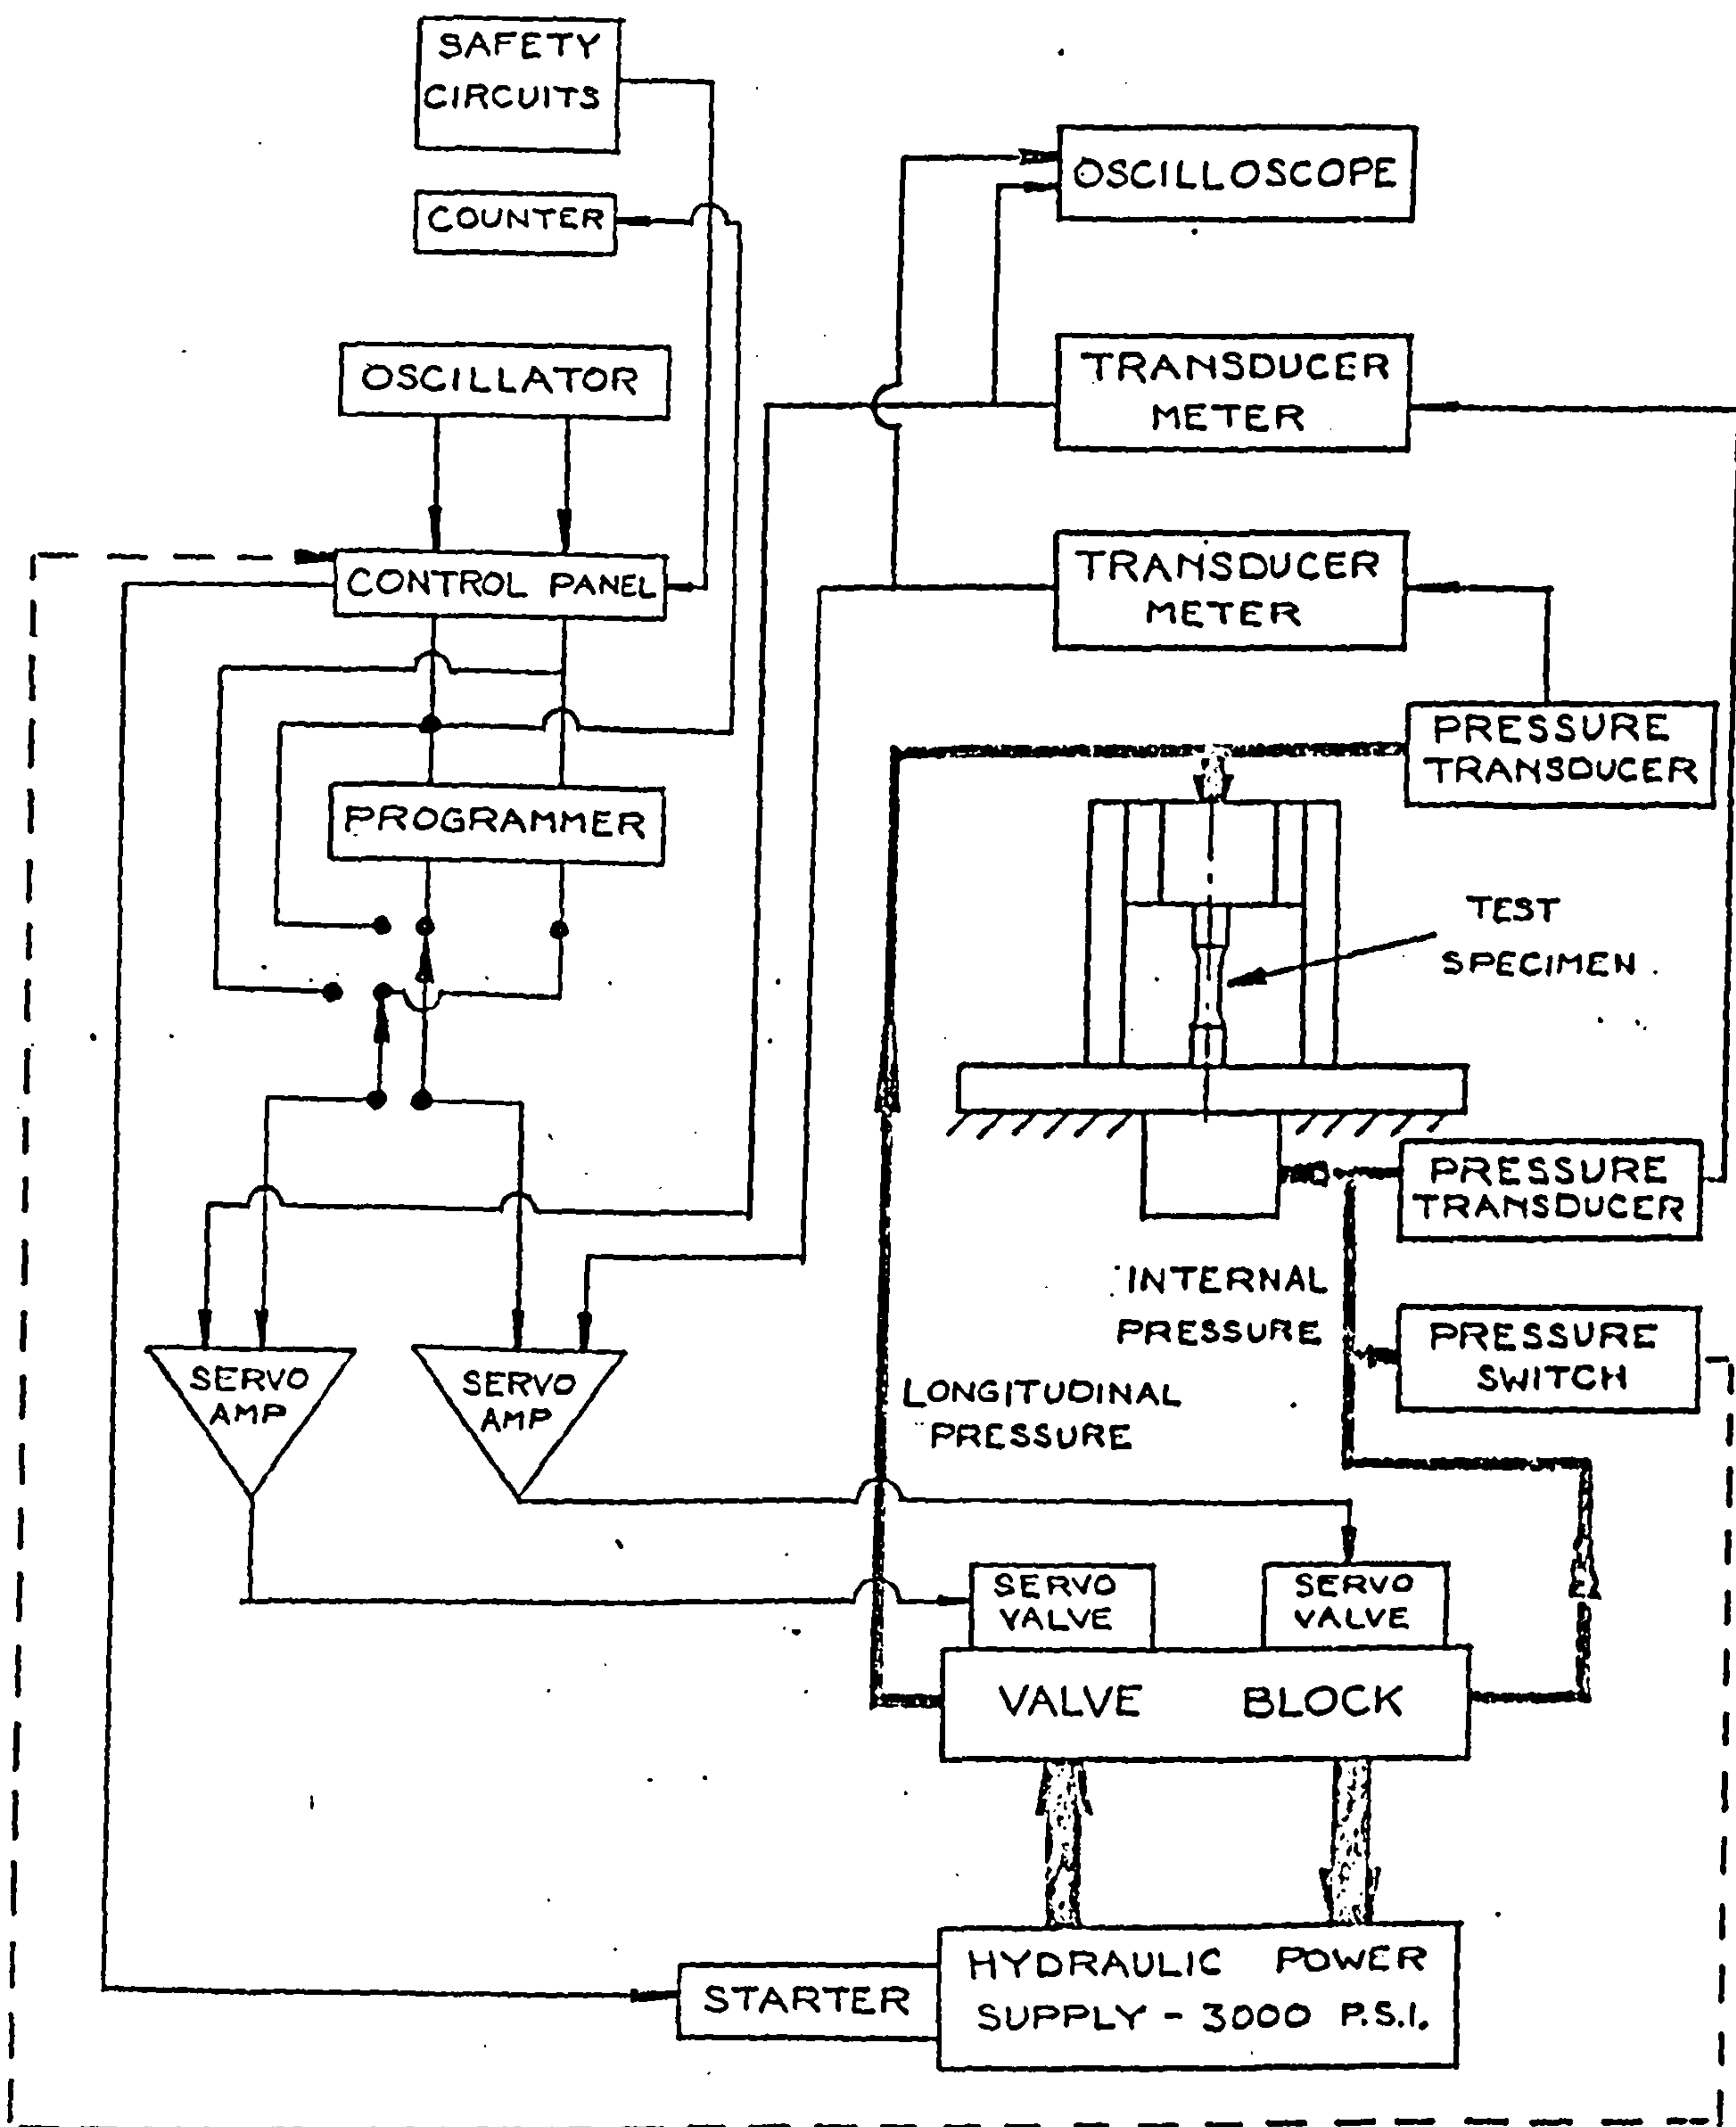 SAFETY
CIRCUITS
COUNTER
OSCILLOSCOPE
OSCILLATOR
TRANSDUCER
METER
CONTROL PANEL
TRANSDUCER
METER
PRESSURE
TRANSDUCER
PROGRAMMER
TEST
SPECIMEN
PRESSURE
TRANSDUCER
INTERNAL
PRESSURE
PRESSURE
SWITCH
SERVO
AMP
SERVO
AMP
LONGITUDINAL
PRESSURE
SERVO
VALVE
SERVO
VALVE
VALVE BLOCK
STARTER
HYDRAULIC POWER
SUPPLY - 3000 P.S.I.